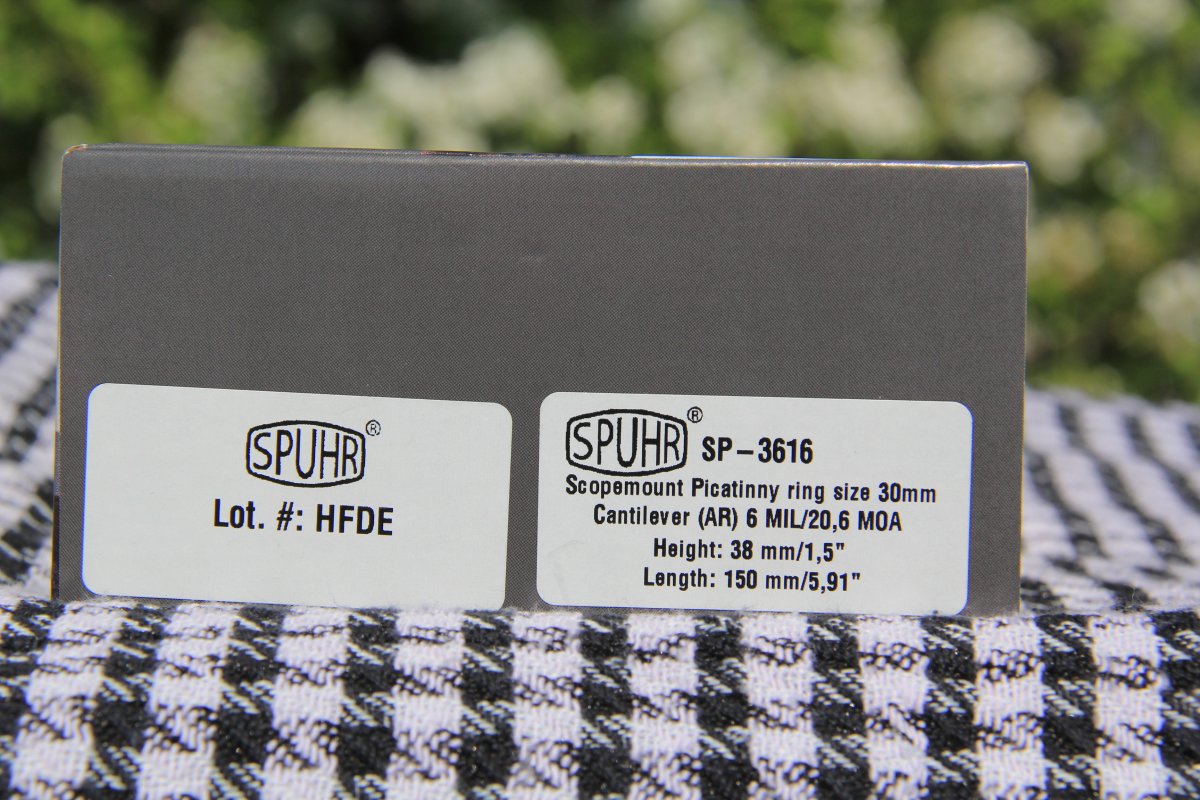 SPUHR®
Lot. #: HFDE
SPUHR® SP-3616
Scopemount Picatinny ring size 30mm
Cantilever (AR) 6 MIL/20,6 MOA
Height: 38 mm/1,5"
Length: 150 mm/5,91"